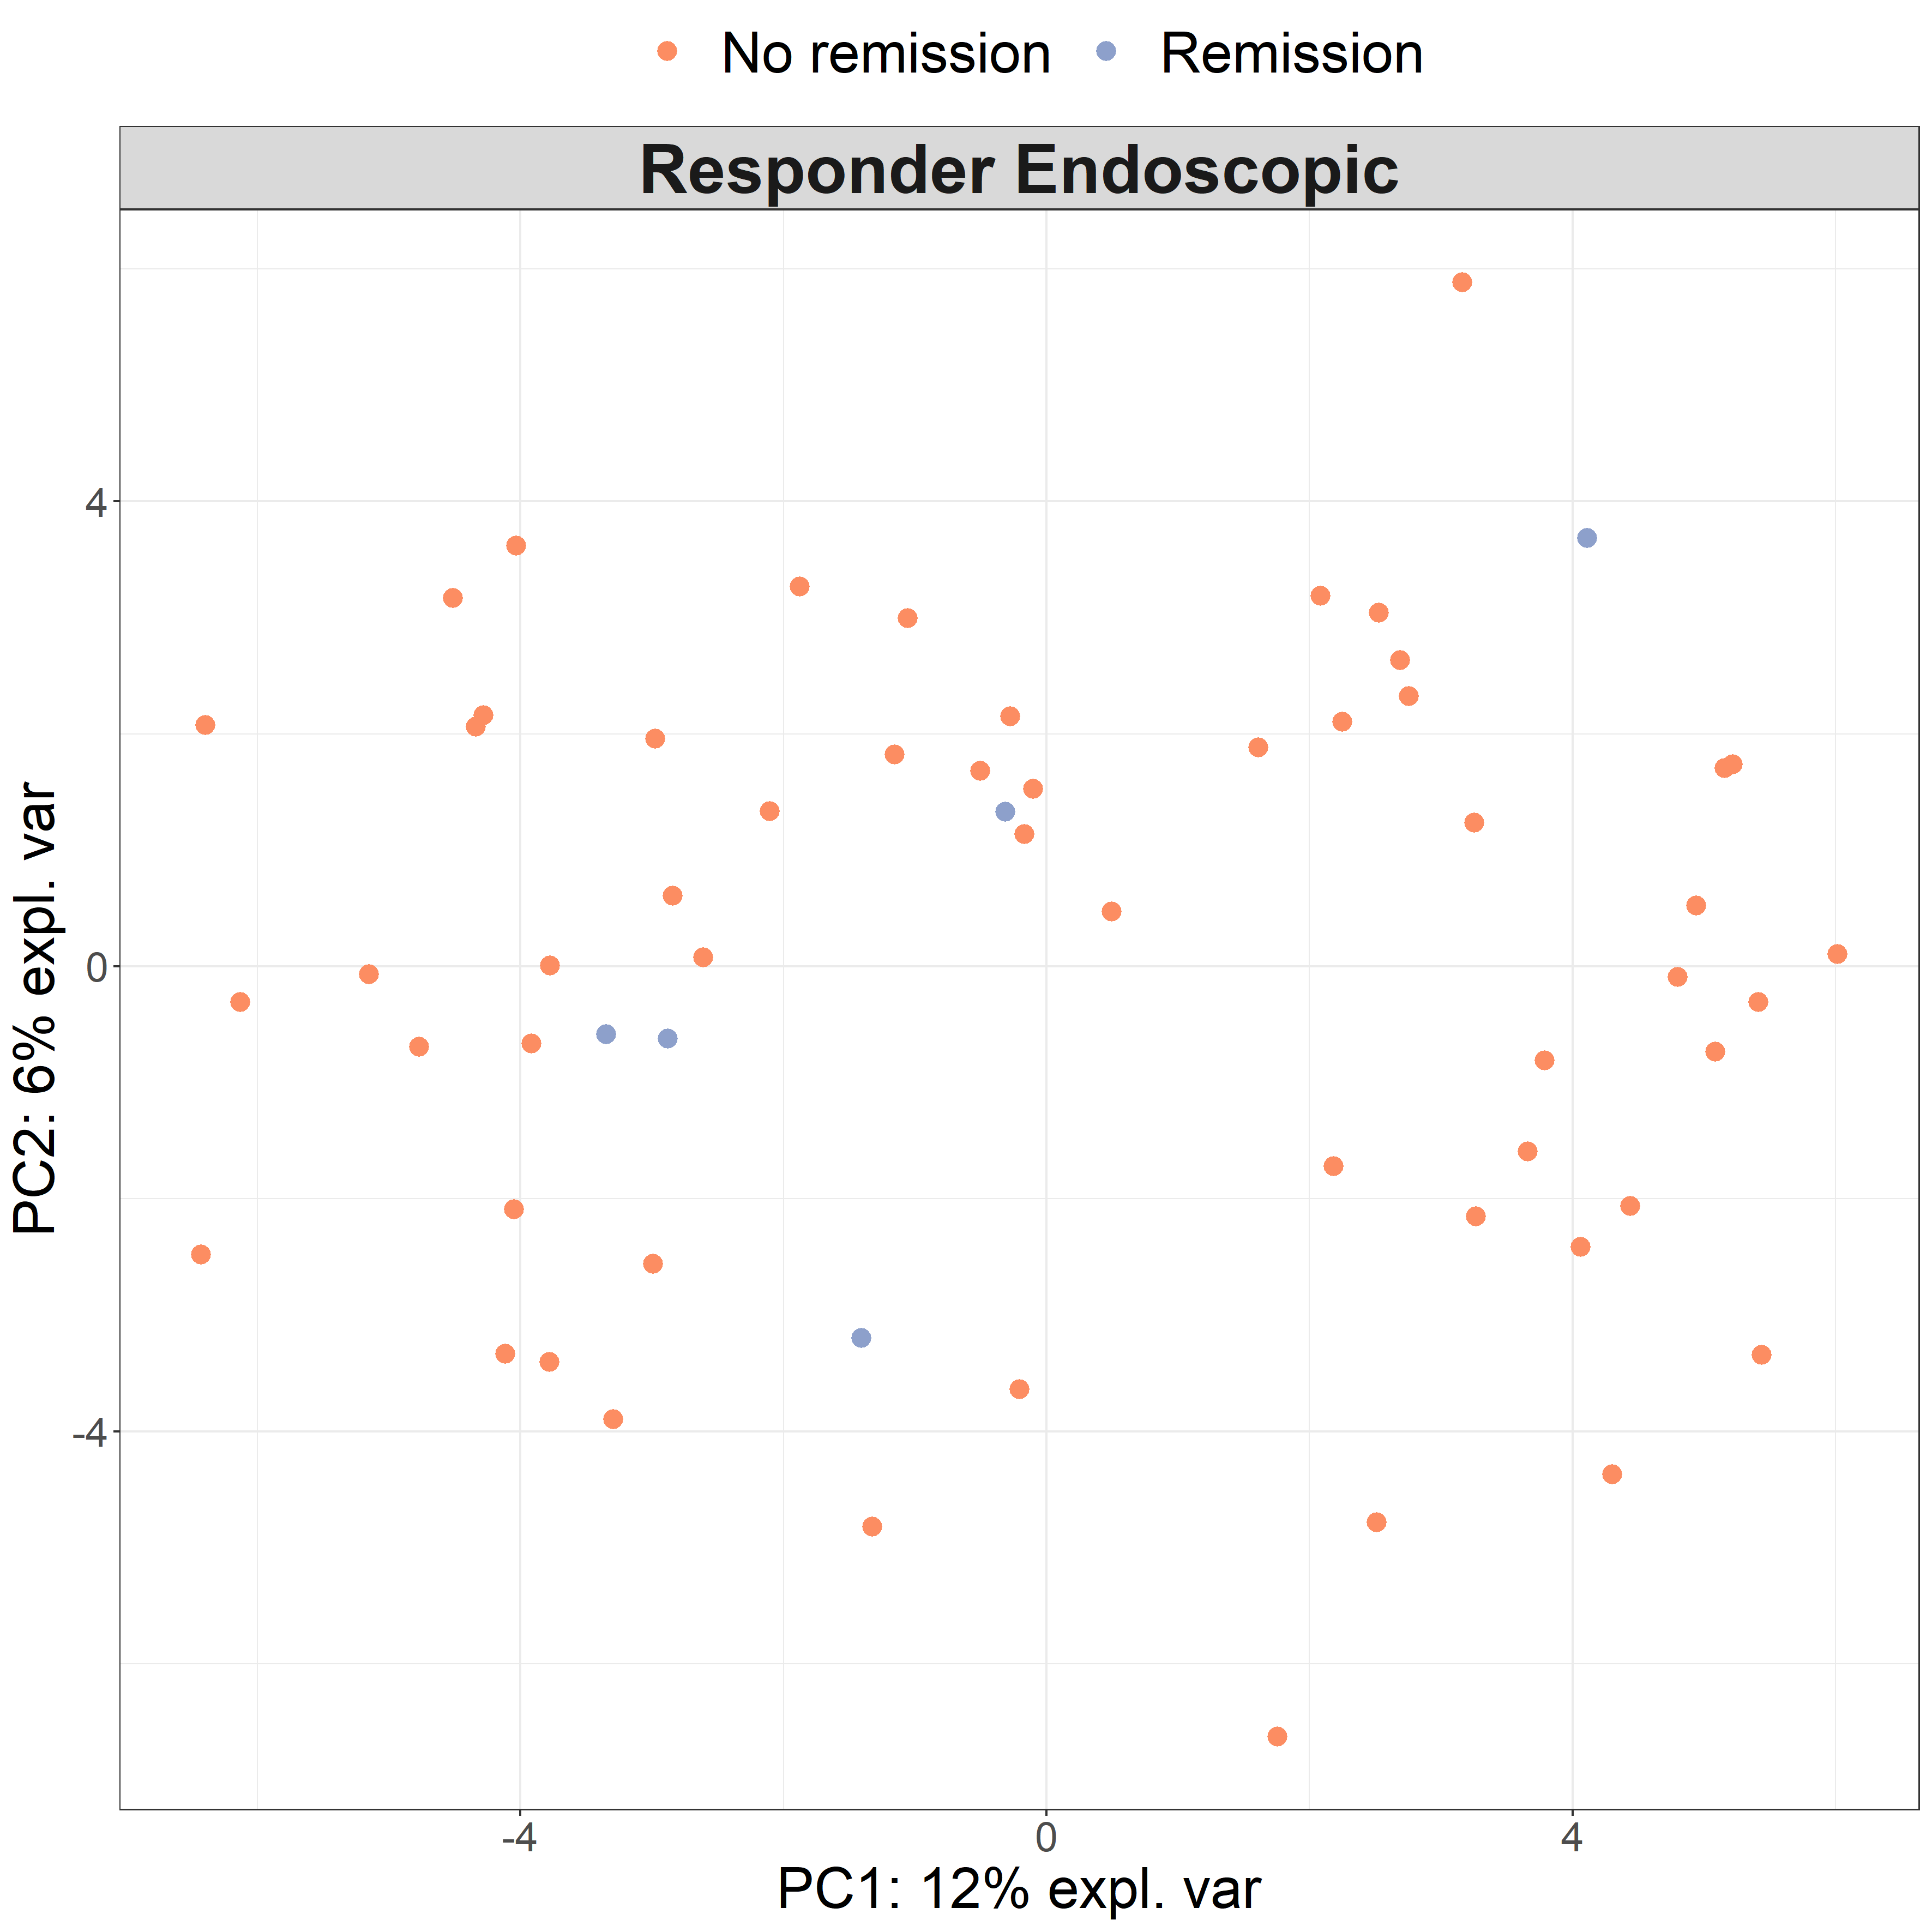 No remission Remission
Responder Endoscopic
4
0
-4
PC2: 6% expl. var
-4 0 4
PC1: 12% expl. var